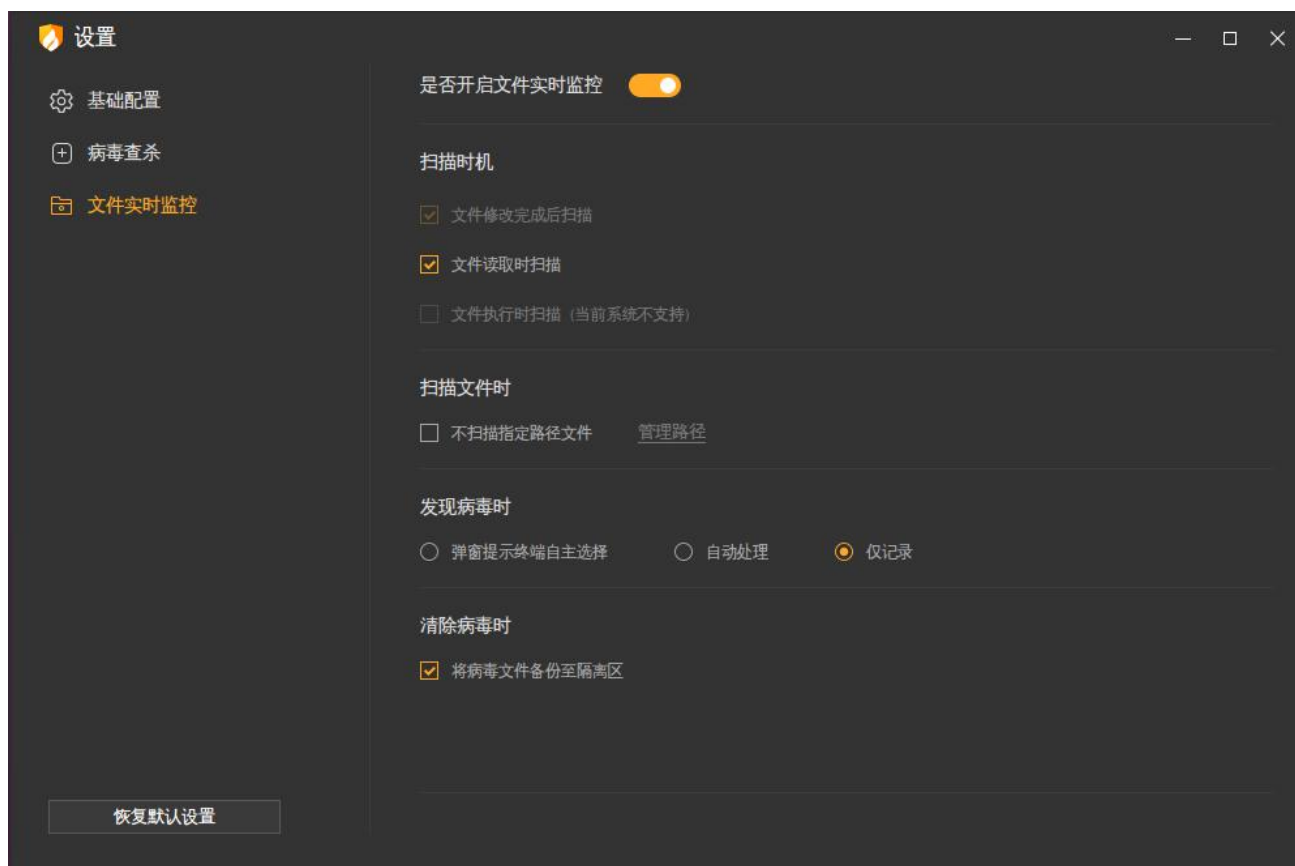 设置
基础配置
病毒查杀
文件实时监控
是否开启文件实时监控
扫描时机
文件修改完成后扫描
文件读取时扫描
文件执行时扫描（当前系统不支持）
扫描文件时
不扫描指定路径文件 管理路径
发现病毒时
弹窗提示终端自主选择 自动处理 仅记录
清除病毒时
将病毒文件备份至隔离区
恢复默认设置